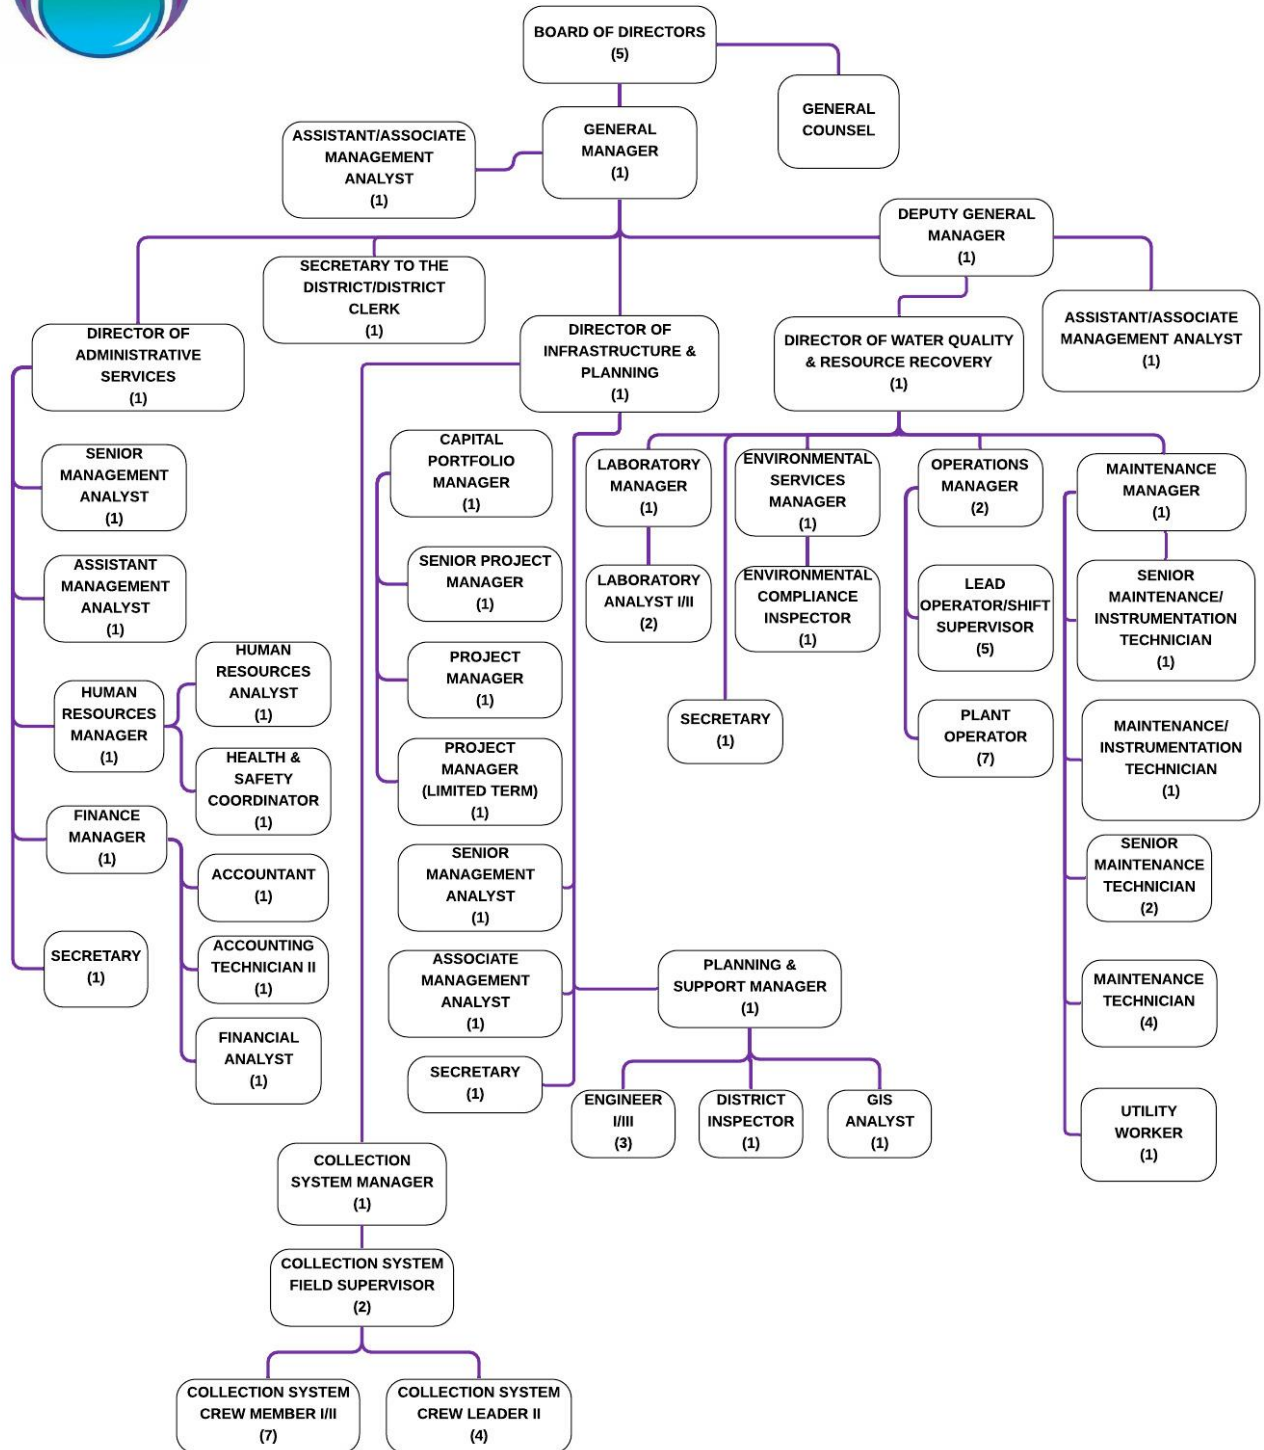 BOARD OF DIRECTORS
(5)
GENERAL
COUNSEL
GENERAL
MANAGER
(1)
ASSISTANT/ASSOCIATE
MANAGEMENT
ANALYST
(1)
DEPUTY GENERAL
MANAGER
(1)
SECRETARY TO THE
DISTRICT/DISTRICT
CLERK
(1)
ASSISTANT/ASSOCIATE
MANAGEMENT ANALYST
(1)
DIRECTOR OF
ADMINISTRATIVE
SERVICES
(1)
DIRECTOR OF
INFRASTRUCTURE &
PLANNING
(1)
DIRECTOR OF WATER QUALITY
& RESOURCE RECOVERY
(1)
SENIOR
MANAGEMENT
ANALYST
(1)
ASSISTANT
MANAGEMENT
ANALYST
(1)
HUMAN
RESOURCES
MANAGER
(1)
HUMAN
RESOURCES
ANALYST
(1)
HEALTH &
SAFETY
COORDINATOR
(1)
FINANCE
MANAGER
(1)
ACCOUNTANT
(1)
ACCOUNTING
TECHNICIAN II
(1)
FINANCIAL
ANALYST
(1)
SECRETARY
(1)
CAPITAL
PORTFOLIO
MANAGER
(1)
SENIOR PROJECT
MANAGER
(1)
PROJECT
MANAGER
(1)
PROJECT
MANAGER
(LIMITED TERM)
(1)
SENIOR
MANAGEMENT
ANALYST
(1)
ASSOCIATE
MANAGEMENT
ANALYST
(1)
SECRETARY
(1)
PLANNING &
SUPPORT MANAGER
(1)
ENGINEER
I/III
(3)
DISTRICT
INSPECTOR
(1)
GIS
ANALYST
(1)
COLLECTION
SYSTEM MANAGER
(1)
COLLECTION SYSTEM
FIELD SUPERVISOR
(2)
COLLECTION SYSTEM
CREW MEMBER I/II
(7)
COLLECTION SYSTEM
CREW LEADER II
(4)
LABORATORY
MANAGER
(1)
LABORATORY
ANALYST I/II
(2)
SECRETARY
(1)
ENVIRONMENTAL
SERVICES
MANAGER
(1)
ENVIRONMENTAL
COMPLIANCE
INSPECTOR
(1)
OPERATIONS
MANAGER
(2)
LEAD
OPERATOR/SHIFT
SUPERVISOR
(5)
PLANT
OPERATOR
(7)
MAINTENANCE
MANAGER
(1)
SENIOR
MAINTENANCE/
INSTRUMENTATION
TECHNICIAN
(1)
MAINTENANCE/
INSTRUMENTATION
TECHNICIAN
(1)
SENIOR
MAINTENANCE
TECHNICIAN
(2)
MAINTENANCE
TECHNICIAN
(4)
UTILITY
WORKER
(1)